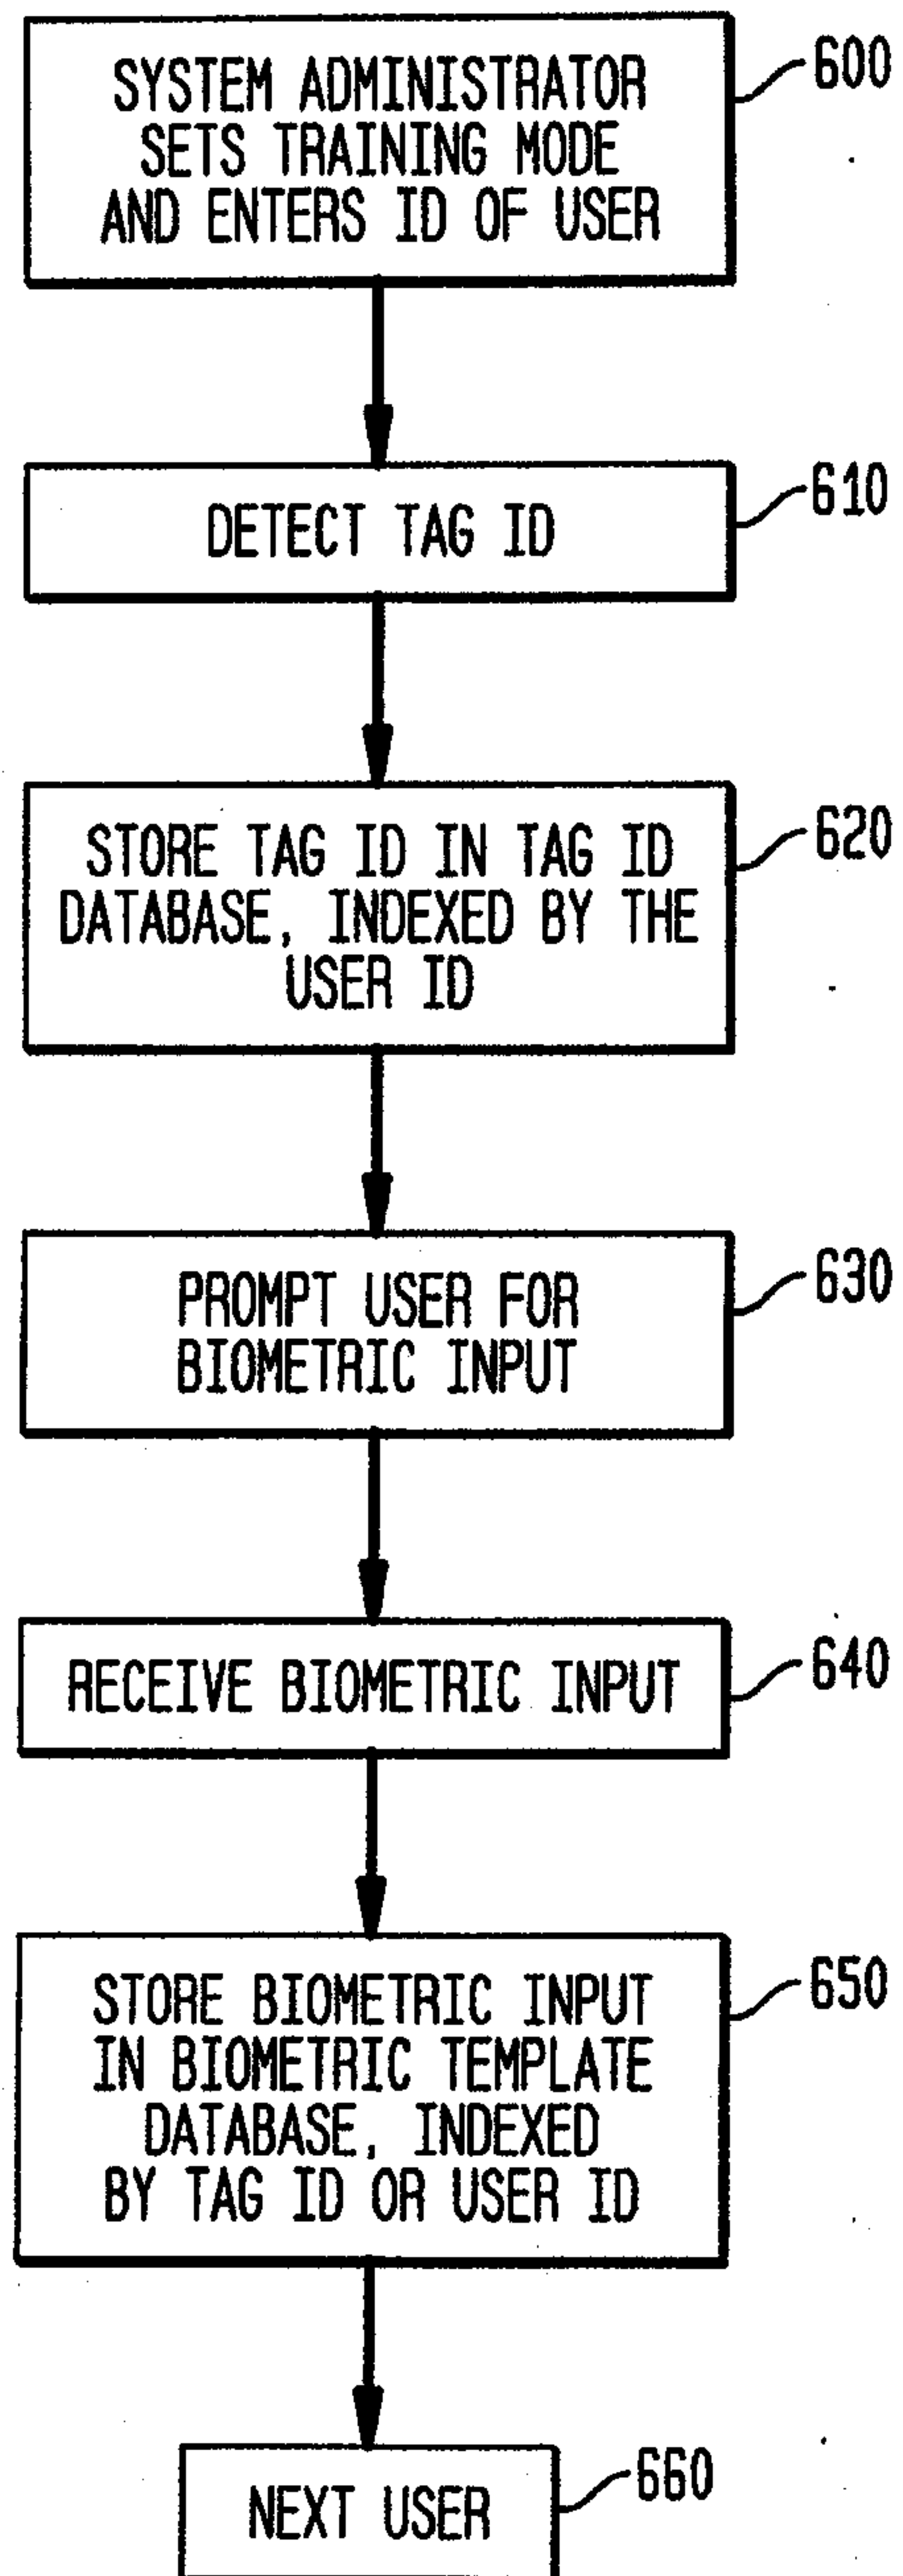 SYSTEM ADMINISTRATOR
SETS TRAINING MODE
AND ENTERS ID OF USER
600
DETECT TAG ID
610
STORE TAG ID IN TAG ID
DATABASE, INDEXED BY THE
USER ID
620
PROMPT USER FOR
BIOMETRIC INPUT
630
RECEIVE BIOMETRIC INPUT
640
STORE BIOMETRIC INPUT
IN BIOMETRIC TEMPLATE
DATABASE, INDEXED
BY TAG ID OR USER ID
650
NEXT USER
660